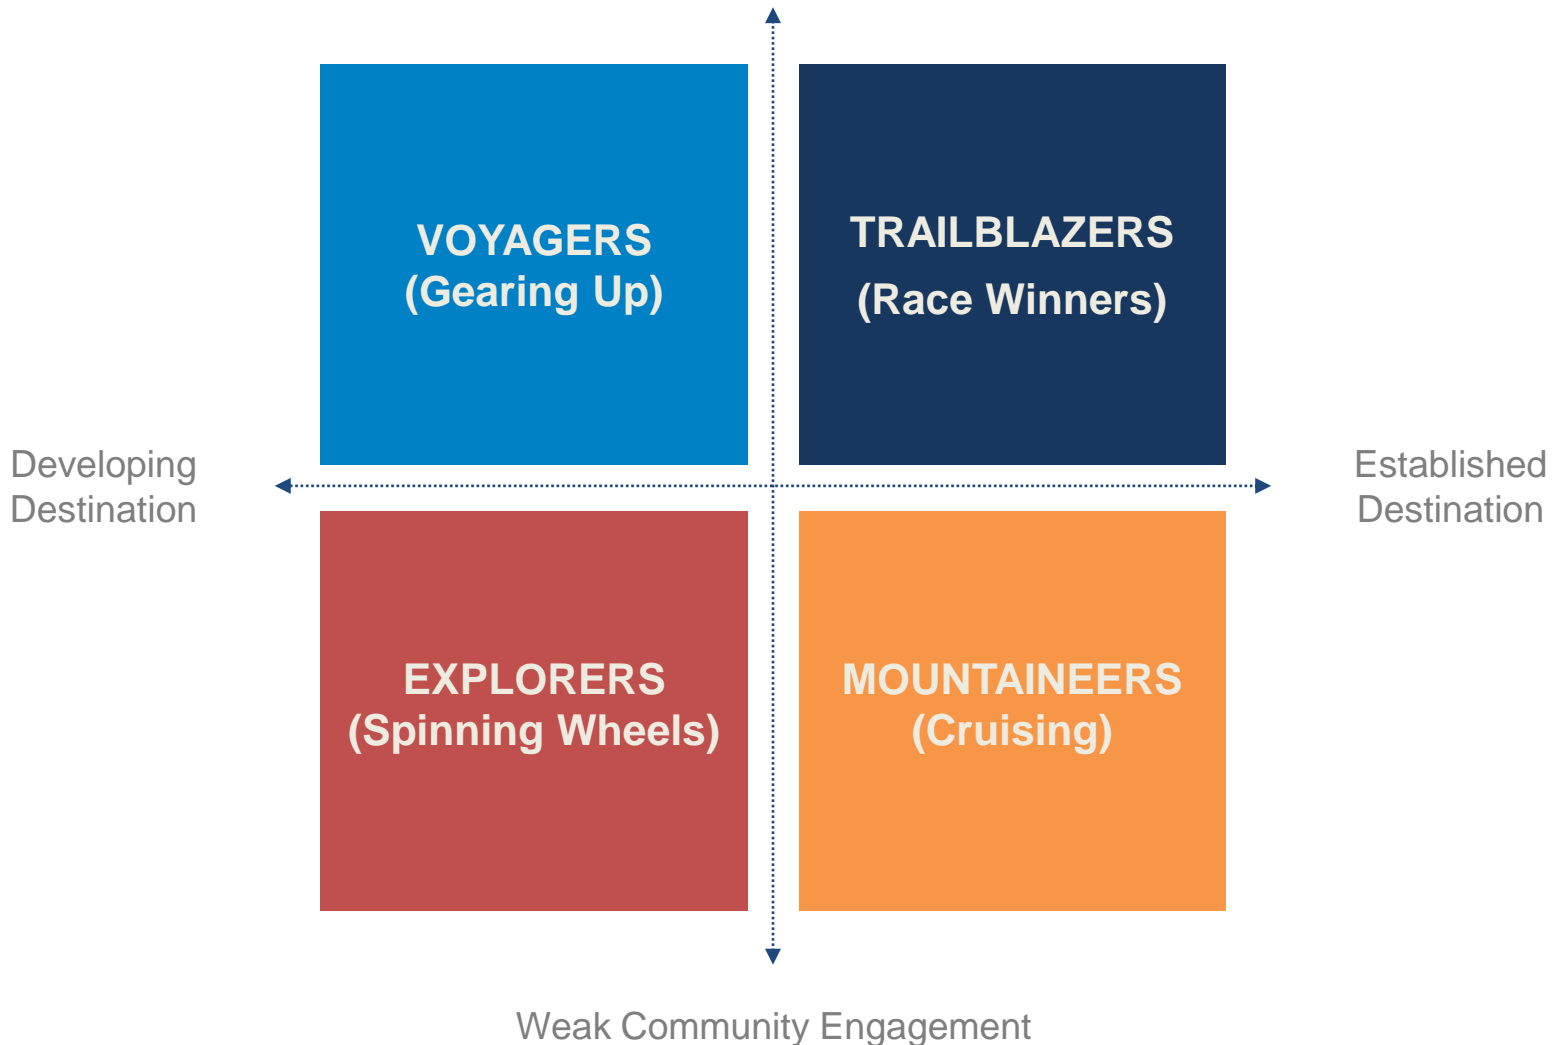 VOYAGERS
(Gearing Up)
TRAILBLAZERS
(Race Winners)
Developing
Destination
Established
Destination
EXPLORERS
(Spinning Wheels)
MOUNTAINEERS
(Cruising)
Weak Community Engagement